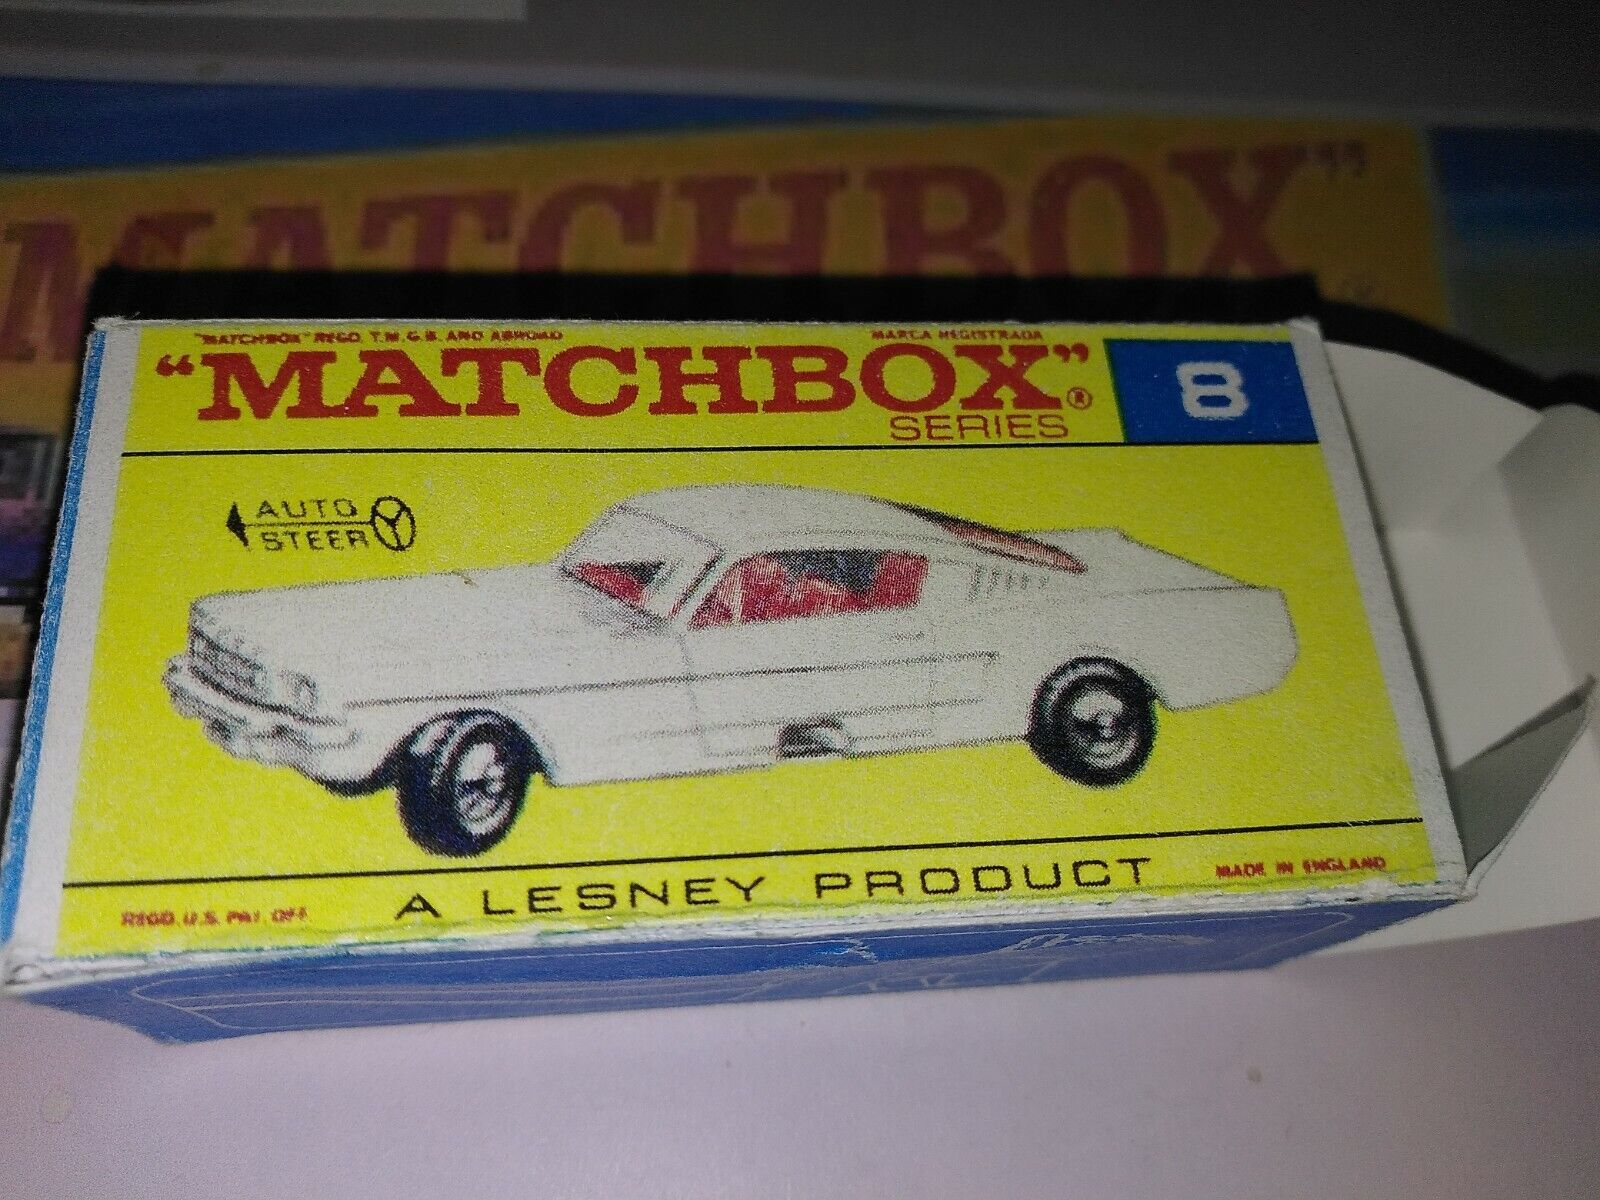 MATCHBOX"
"MATCHBOX" REGD. T.M.G.B. AND ABROAD MARCA REGISTRADA
"MATCHBOX"®
SERIES
8
AUTO
STEER
REGD. U.S. PAT. OFF. A LESNEY PRODUCT MADE IN ENGLAND